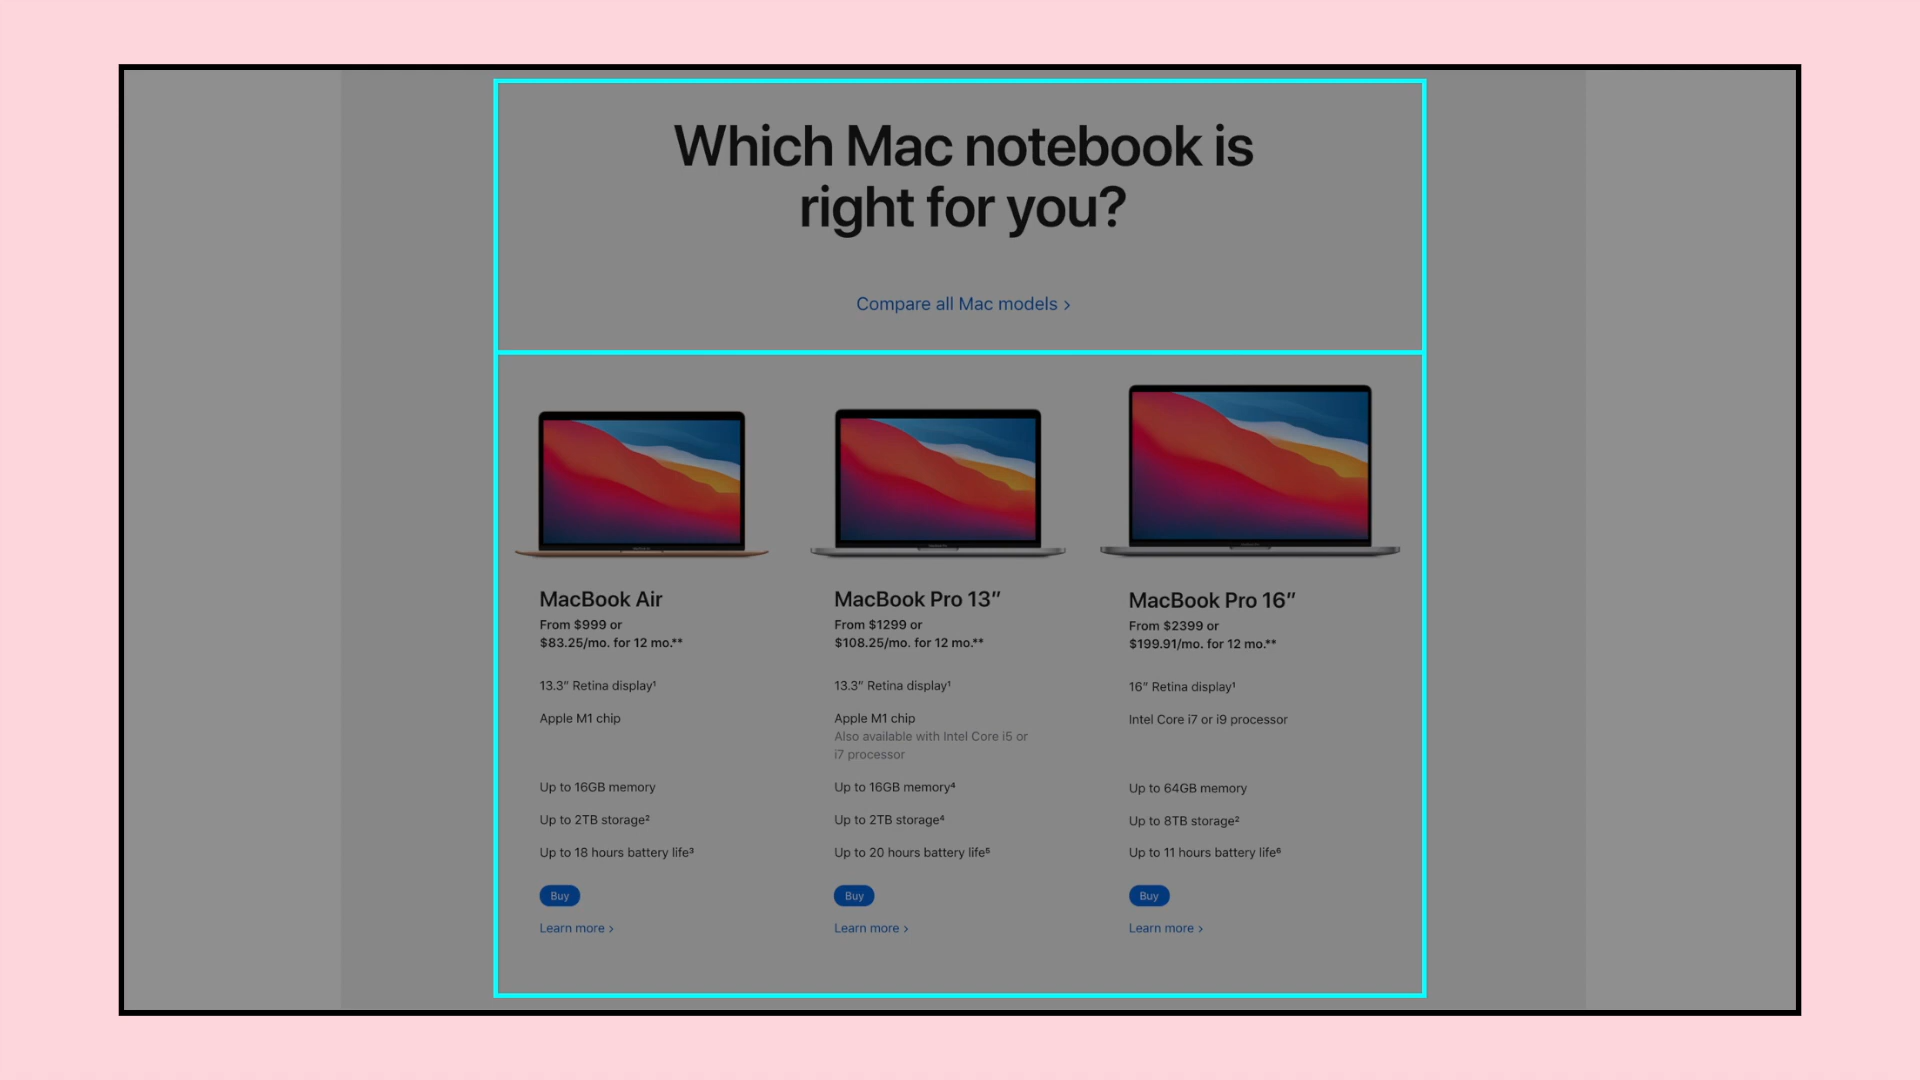 Which Mac notebook is
right for you?
Compare all Mac models >
MacBook Air
From $999 or
$83.25/mo. for 12 mo.**
13.3” Retina display¹
Apple M1 chip
Up to 16GB memory
Up to 2TB storage²
Up to 18 hours battery life³
Buy
Learn more >
MacBook Pro 13”
From $1299 or
$108.25/mo. for 12 mo.**
13.3” Retina display¹
Apple M1 chip
Also available with Intel Core i5 or
i7 processor
Up to 16GB memory⁴
Up to 2TB storage⁴
Up to 20 hours battery life⁵
Buy
Learn more >
MacBook Pro 16”
From $2399 or
$199.91/mo. for 12 mo.**
16” Retina display¹
Intel Core i7 or i9 processor
Up to 64GB memory
Up to 8TB storage²
Up to 11 hours battery life⁶
Buy
Learn more >